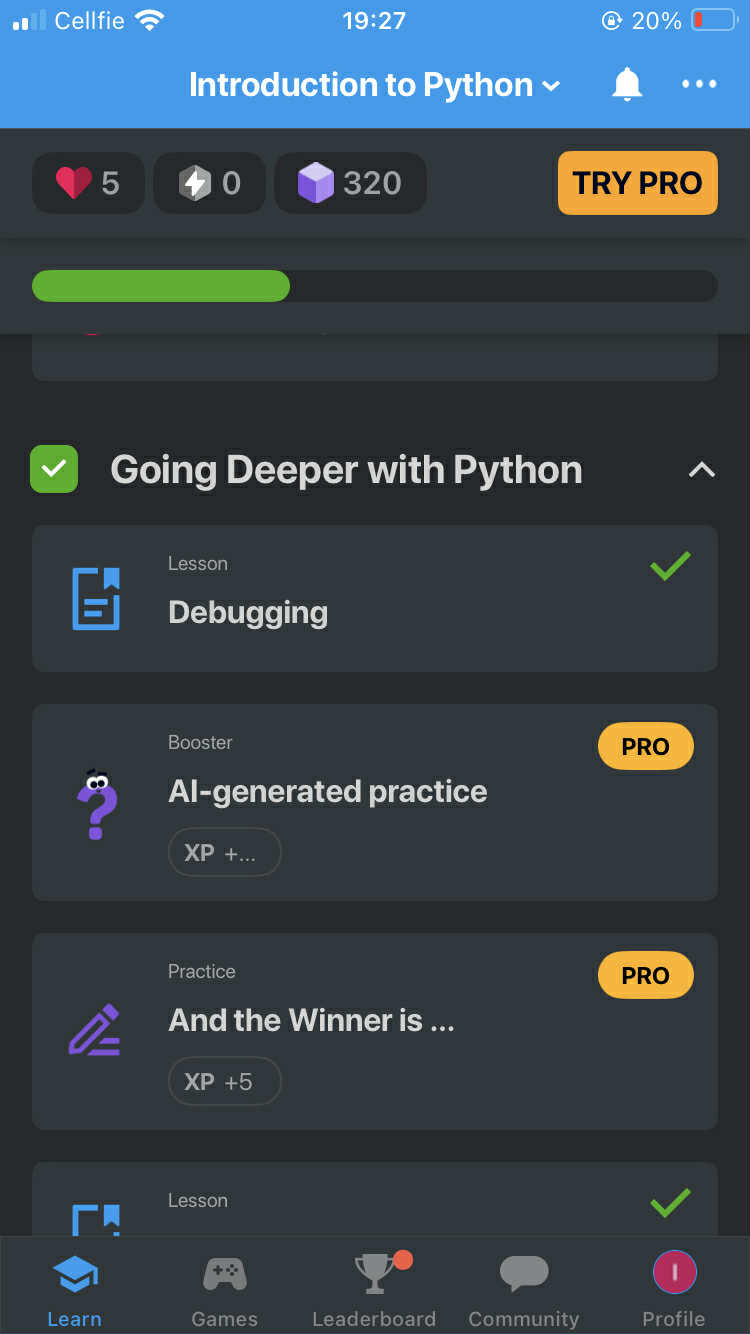 Cellfie 19:27 20%
Introduction to Python
5 0 320 TRY PRO
Going Deeper with Python
Lesson
Debugging
Booster
PRO
AI-generated practice
XP +...
Practice
PRO
And the Winner is ...
XP +5
Lesson
I
Learn Games Leaderboard Community Profile